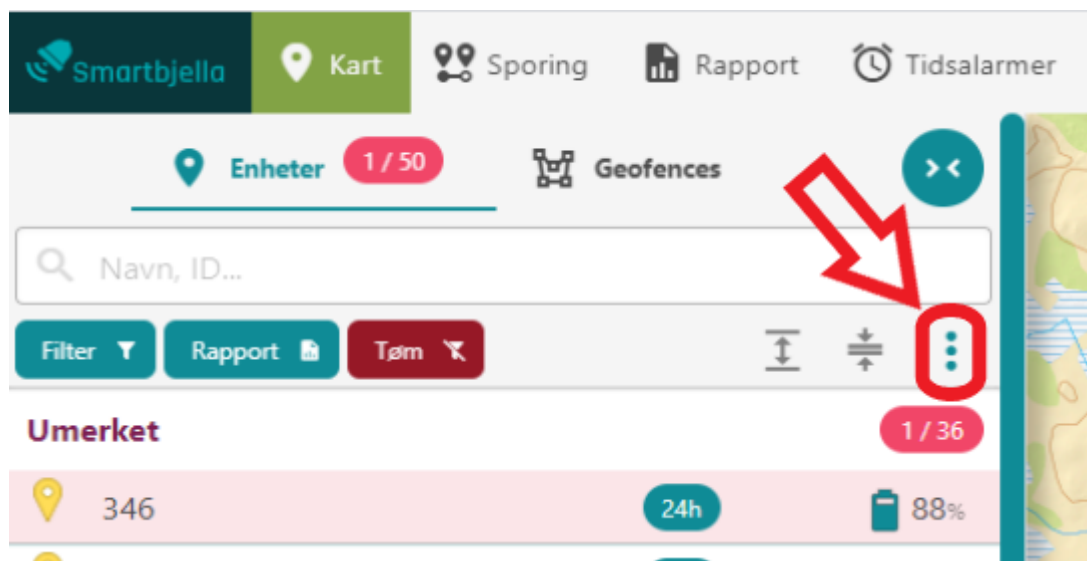 Smartbjella Kart Sporing Rapport Tidsalarmer
Enheter 1 / 50 Geofences
Navn, ID...
Filter Rapport Tøm
Umerket 1 / 36
346 24h 88%